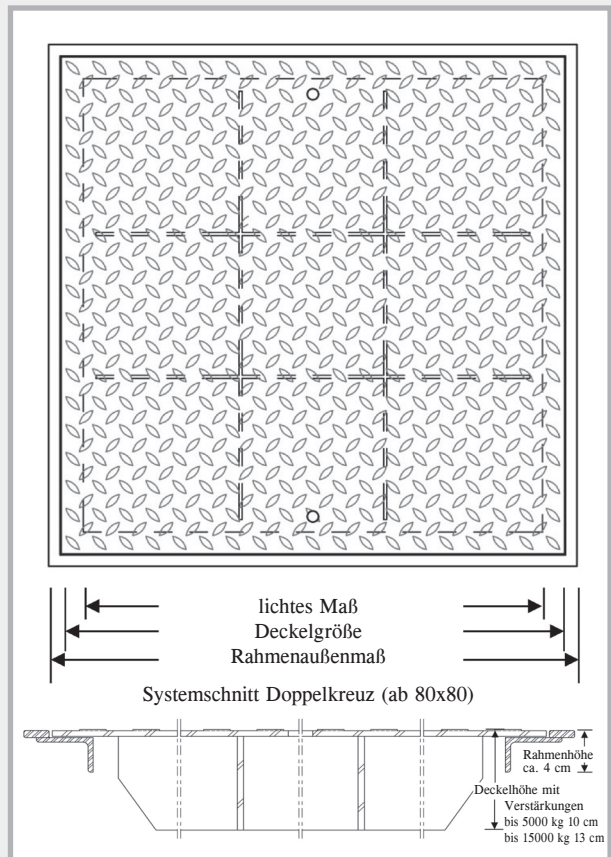 lichtes Maß
Deckelgröße
Rahmenaußenmaß
Systemschnitt Doppelkreuz (ab 80x80)
Rahmenhöhe
ca. 4 cm
Deckelhöhe mit
Verstärkungen
bis 5000 kg 10 cm
bis 15000 kg 13 cm